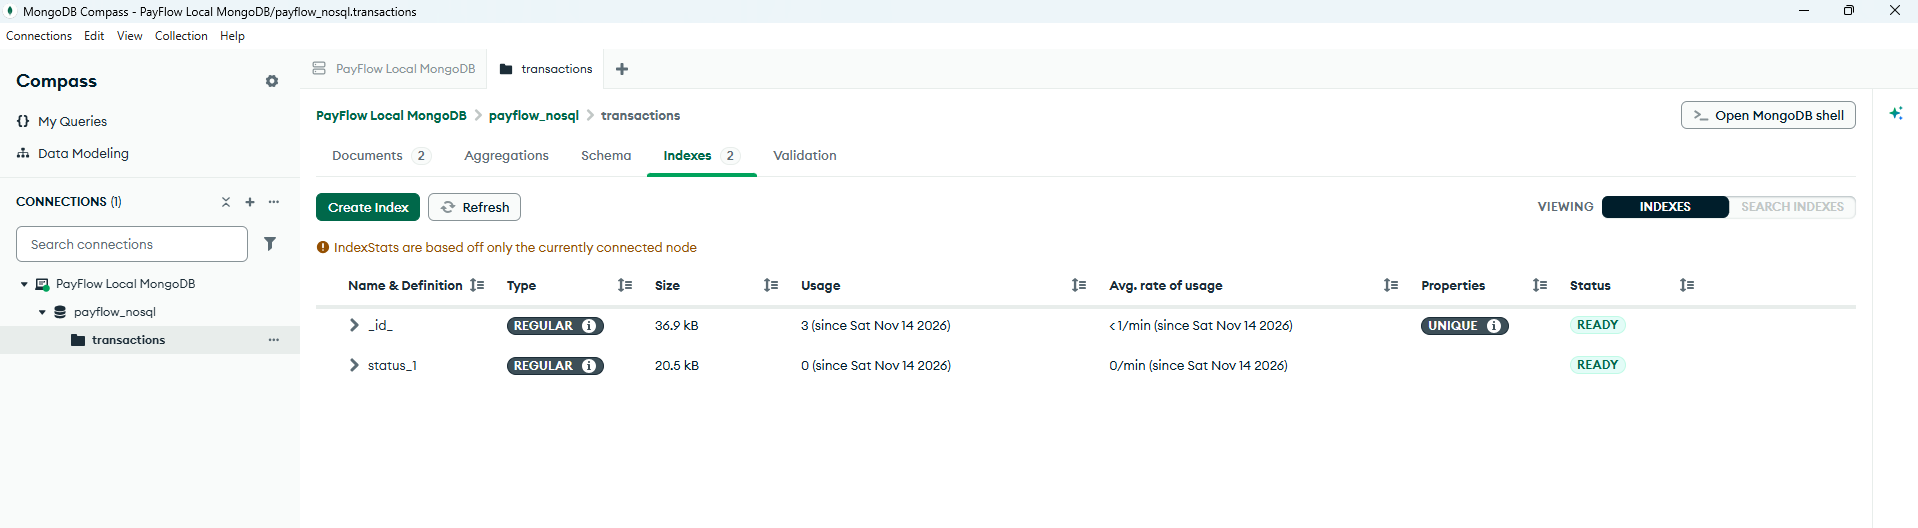 MongoDB Compass - PayFlow Local MongoDB/payflow_nosql.transactions
Connections Edit View Collection Help
Compass
My Queries
Data Modeling
CONNECTIONS (1)
Search connections
PayFlow Local MongoDB
payflow_nosql
transactions
PayFlow Local MongoDB transactions
PayFlow Local MongoDB > payflow_nosql > transactions
>_ Open MongoDB shell
Documents 2 Aggregations Schema Indexes 2 Validation
Create Index Refresh
VIEWING INDEXES SEARCH INDEXES
IndexStats are based off only the currently connected node
Name & Definition Type Size Usage Avg. rate of usage Properties Status
_id_ REGULAR 36.9 kB 3 (since Sat Nov 14 2026) <1/min (since Sat Nov 14 2026) UNIQUE READY
status_1 REGULAR 20.5 kB 0 (since Sat Nov 14 2026) 0/min (since Sat Nov 14 2026) READY